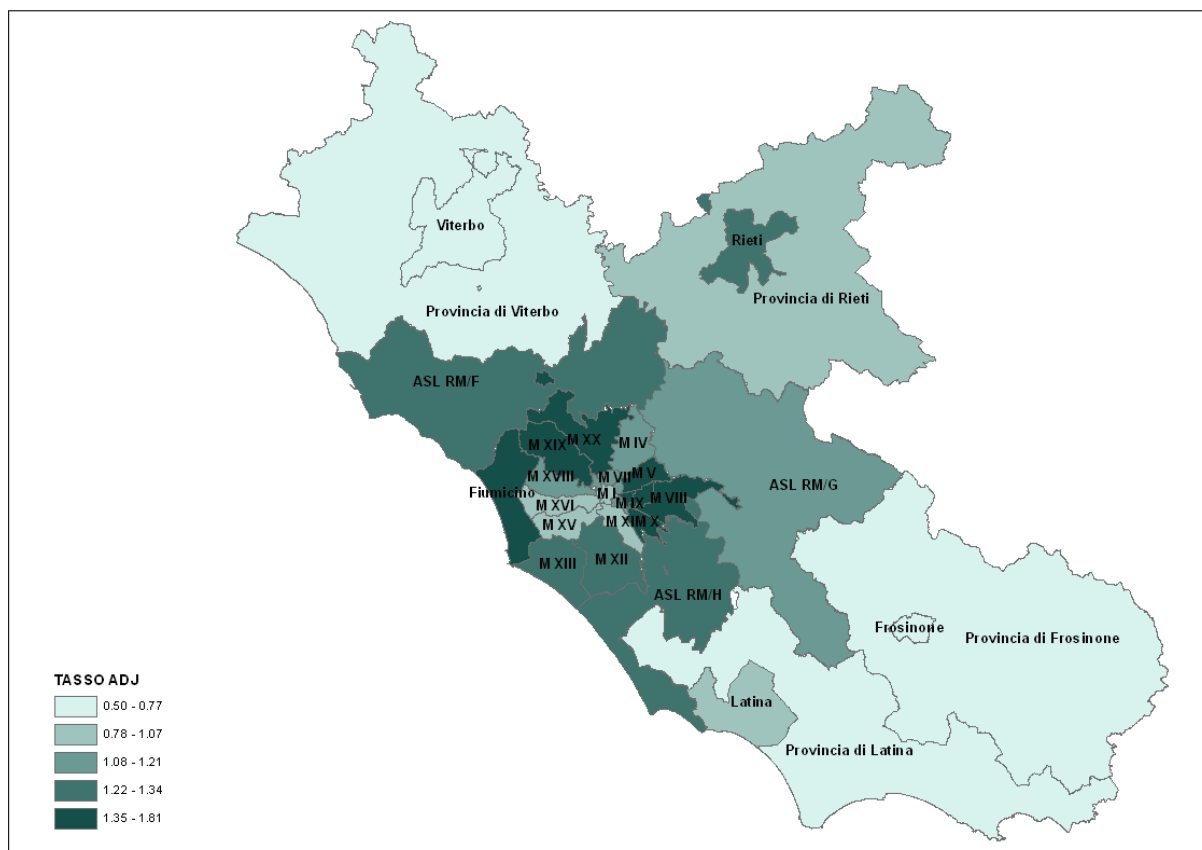 Viterbo
Rieti
Provincia di Rieti
Provincia di Viterbo
ASL RM/F
M XX
M IV
M XIX
M XVIII
M VII
M V
ASL RM/G
Fiumicino
M I
M VIII
M XVI
M IX
M XV
M XI
M X
M XIII
M XII
ASL RM/H
Frosinone
Provincia di Frosinone
Latina
Provincia di Latina
TASSO ADJ
0.50 - 0.77
0.78 - 1.07
1.08 - 1.21
1.22 - 1.34
1.35 - 1.81